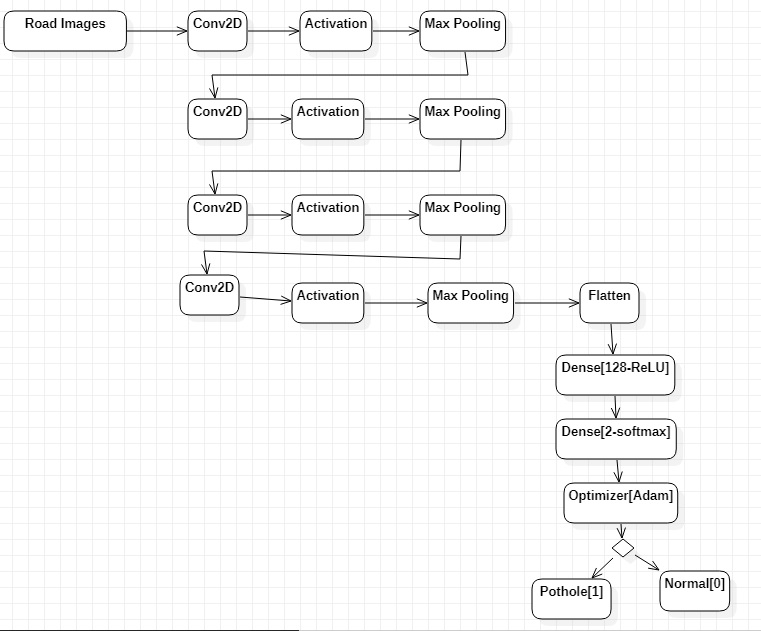 Road Images
Conv2D
Activation
Max Pooling
Conv2D
Activation
Max Pooling
Conv2D
Activation
Max Pooling
Conv2D
Activation
Max Pooling
Flatten
Dense[128-ReLU]
Dense[2-softmax]
Optimizer[Adam]
Pothole[1]
Normal[0]